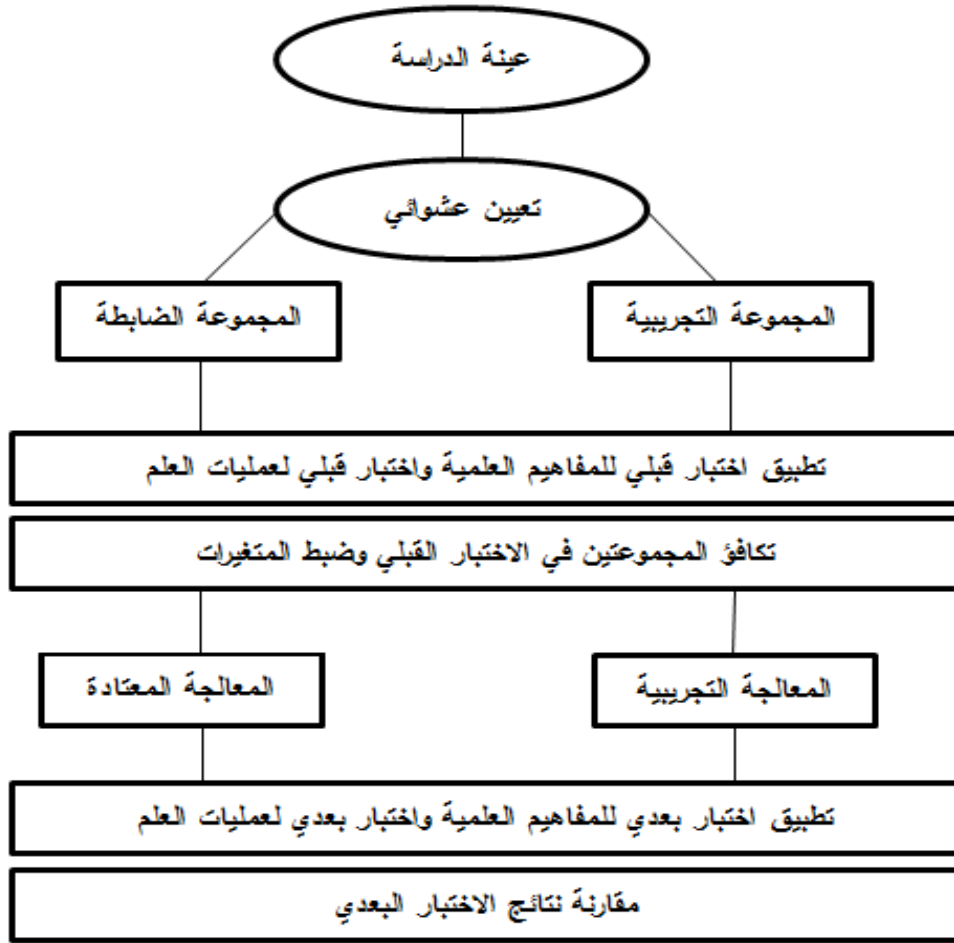 عينة الدراسة
تعيين عشوائي
المجموعة التجريبية
المجموعة الضابطة
تطبيق اختبار قبلي للمفاهيم العلمية واختبار قبلي لعمليات العلم
تكافؤ المجموعتين في الاختبار القبلي وضبط المتغيرات
المعالجة التجريبية
المعالجة المعتادة
تطبيق اختبار بعدي للمفاهيم العلمية واختبار بعدي لعمليات العلم
مقارنة نتائج الاختبار البعدي